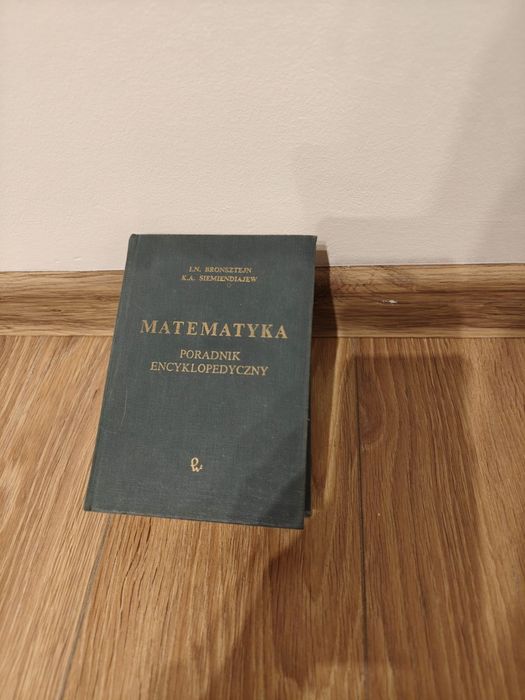 I.N. BRONSZTEJN
K.A. SIEMIENDIAJEW
MATEMATYKA
PORADNIK
ENCYKLOPEDYCZNY